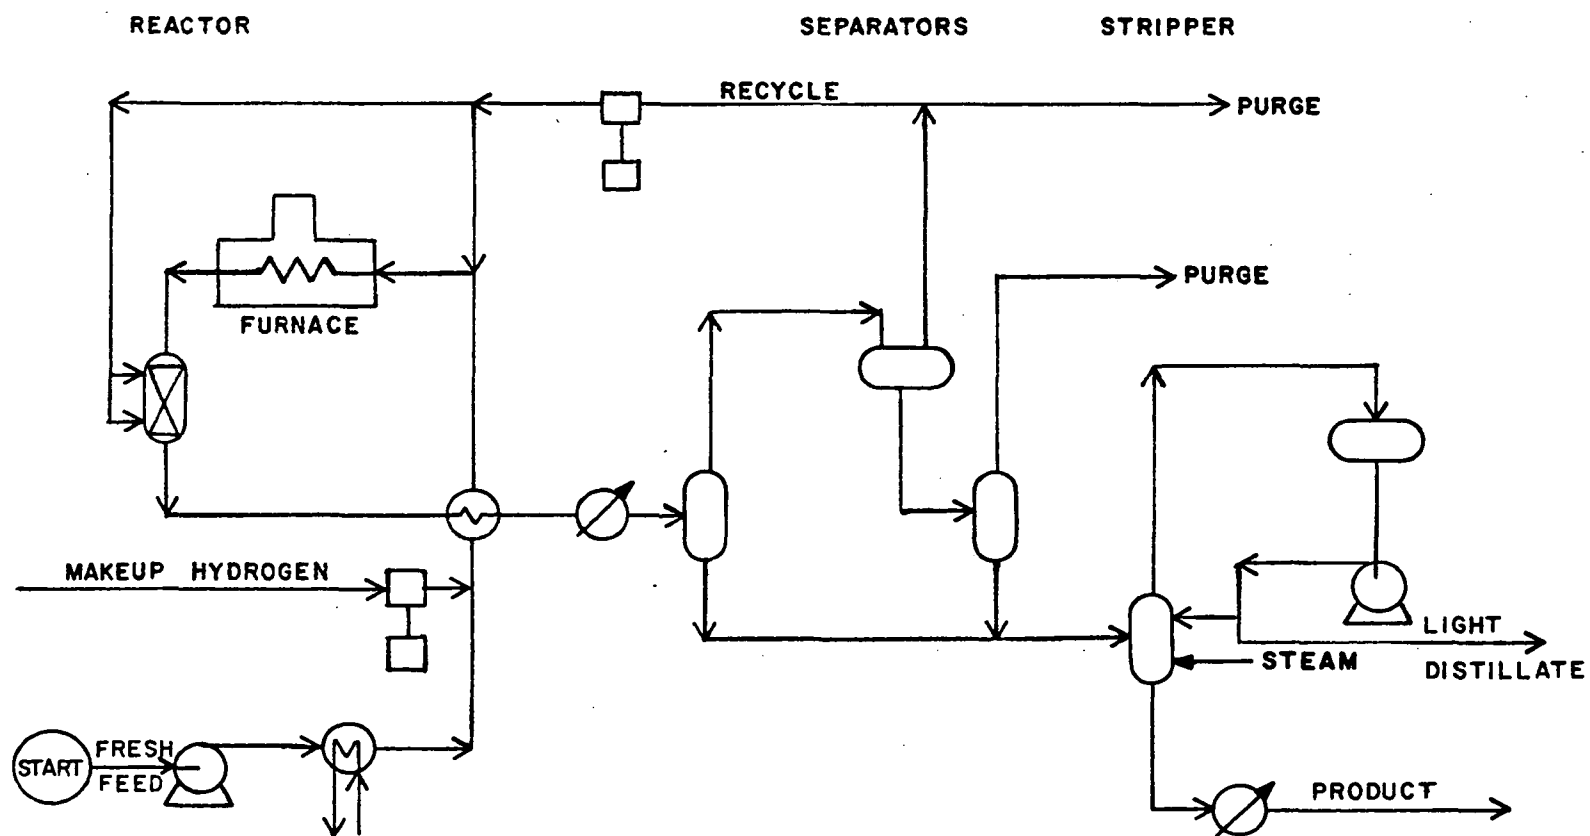 REACTOR
SEPARATORS
STRIPPER
RECYCLE
PURGE
PURGE
FURNACE
MAKEUP HYDROGEN
LIGHT
DISTILLATE
STEAM
START
FRESH
FEED
PRODUCT